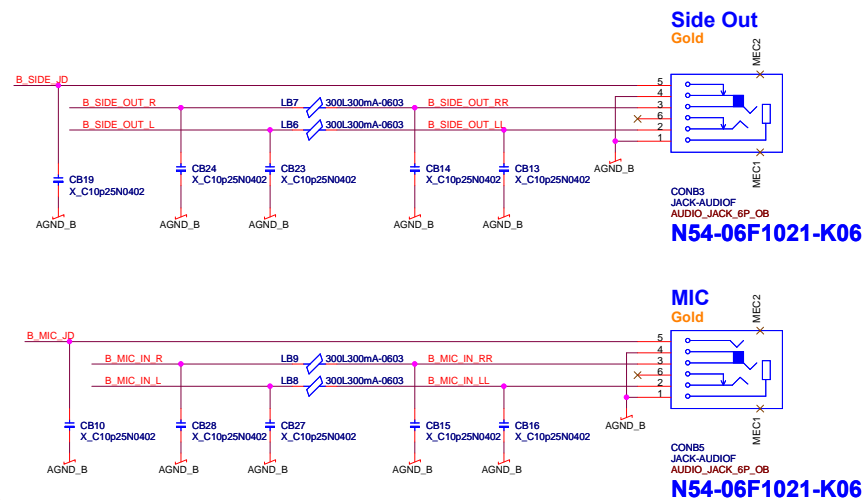 Side Out
Gold
MEC2
B_SIDE_JD
5
4
B_SIDE_OUT_R
LB7
300L300mA-0603
B_SIDE_OUT_RR
3
6
B_SIDE_OUT_L
LB6
300L300mA-0603
B_SIDE_OUT_LL
2
1
AGND_B
MEC1
CB19
X_C10p25N0402
CB24
X_C10p25N0402
CB23
X_C10p25N0402
CB14
X_C10p25N0402
CB13
X_C10p25N0402
AGND_B
AGND_B
AGND_B
AGND_B
AGND_B
CONB3
JACK-AUDIOF
AUDIO_JACK_6P_OB
N54-06F1021-K06
MIC
Gold
MEC2
B_MIC_JD
5
4
B_MIC_IN_R
LB9
300L300mA-0603
B_MIC_IN_RR
3
6
B_MIC_IN_L
LB8
300L300mA-0603
B_MIC_IN_LL
2
1
AGND_B
MEC1
CB10
X_C10p25N0402
CB28
X_C10p25N0402
CB27
X_C10p25N0402
CB15
X_C10p25N0402
CB16
X_C10p25N0402
AGND_B
AGND_B
AGND_B
AGND_B
AGND_B
CONB5
JACK-AUDIOF
AUDIO_JACK_6P_OB
N54-06F1021-K06